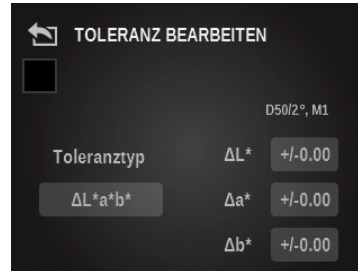 TOLERANZ BEARBEITEN
D50/2°, M1
Toleranztyp
ΔL*a*b*
ΔL* +/-0.00
Δa* +/-0.00
Δb* +/-0.00